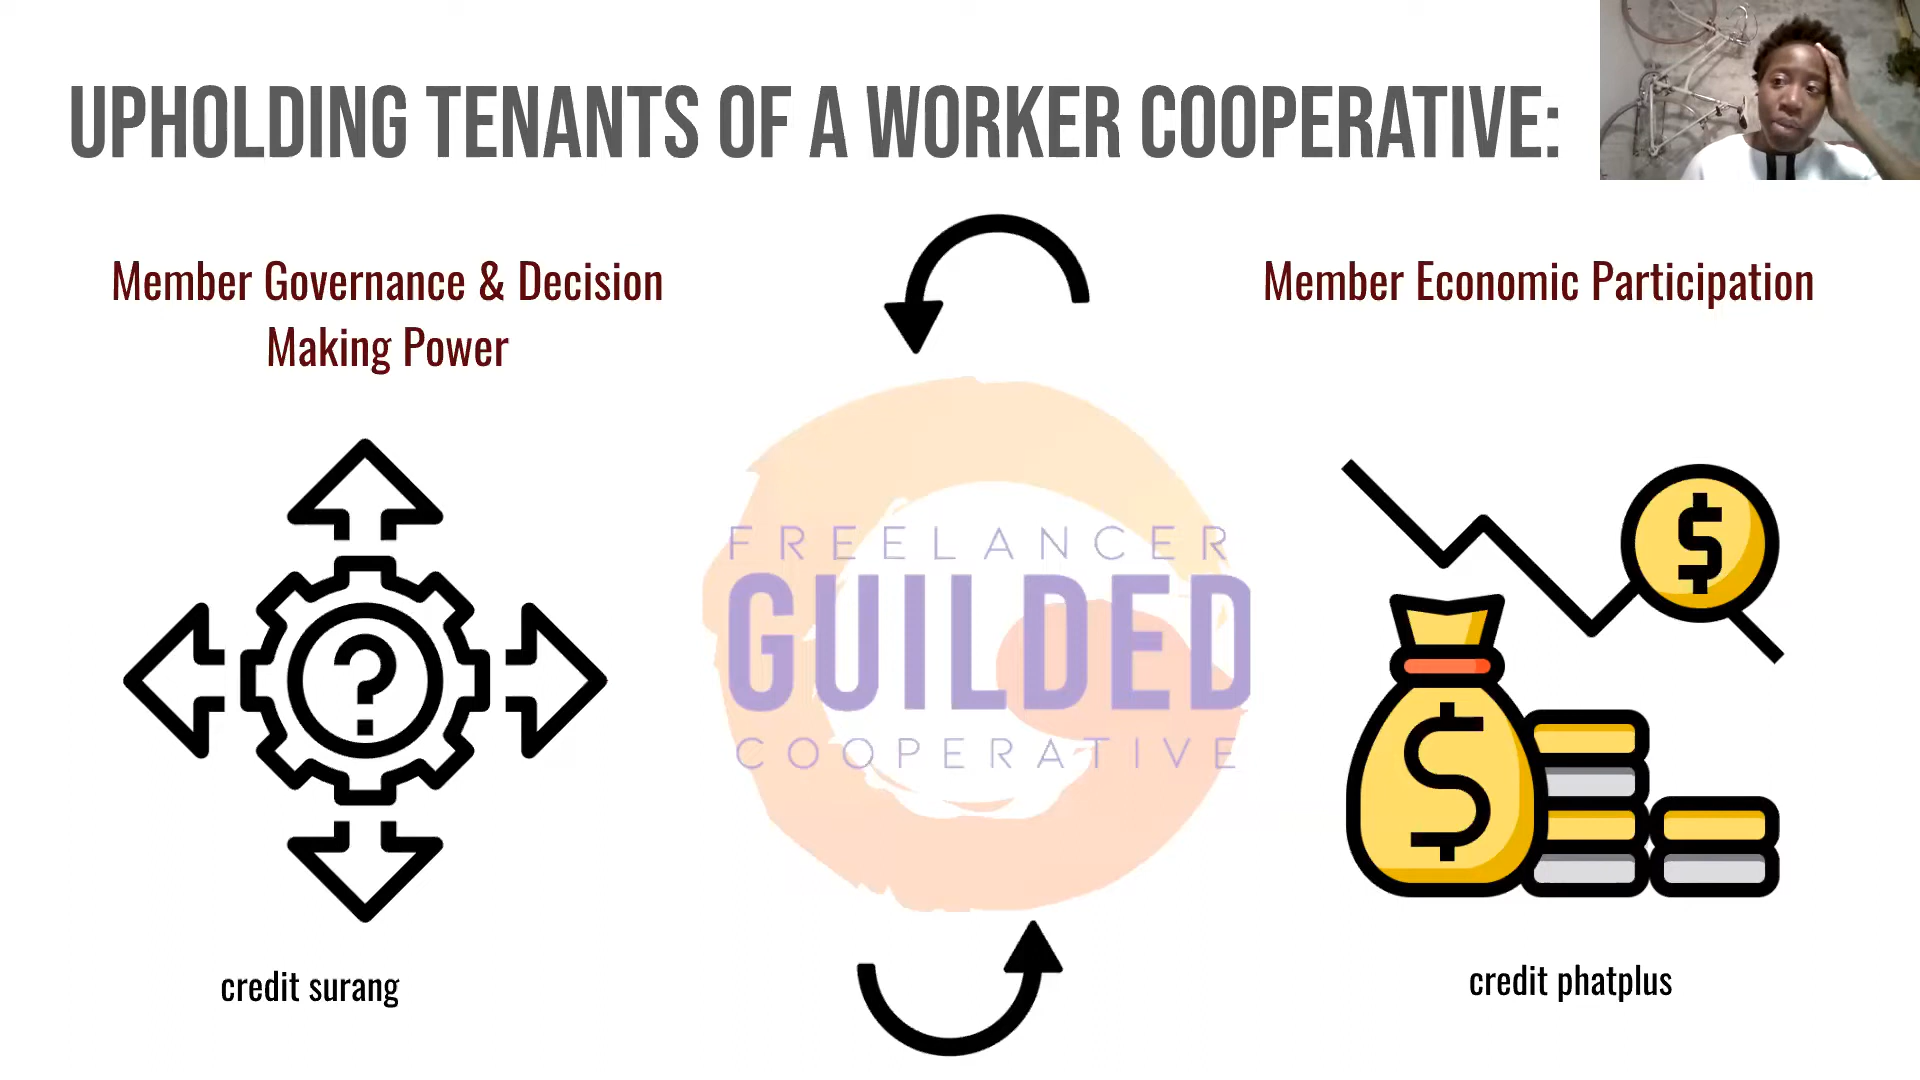 UPHOLDING TENANTS OF A WORKER COOPERATIVE:
Member Governance & Decision
Making Power
Member Economic Participation
FREELANCER
GUILDED
COOPERATIVE
?
$
$
credit surang
credit phatplus